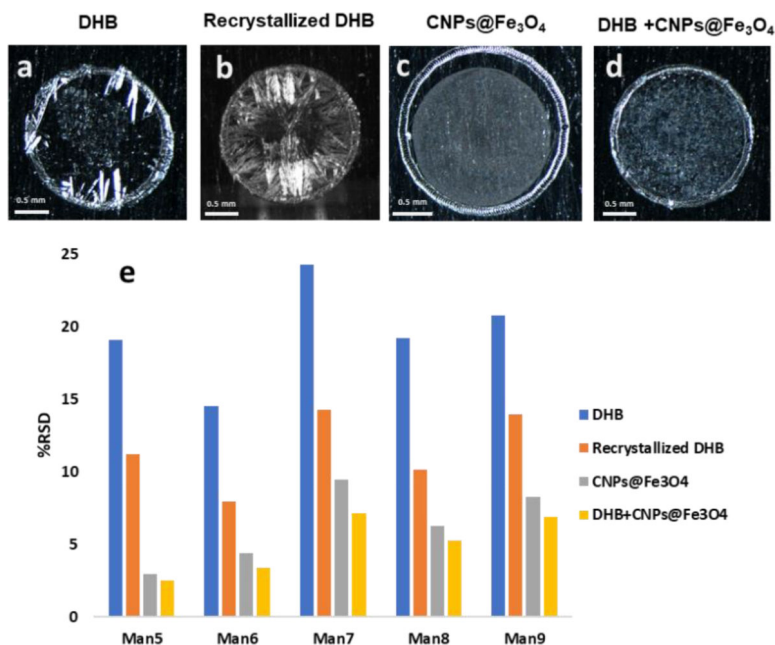 DHB
Recrystallized DHB
CNPs@Fe₃O₄
DHB +CNPs@Fe₃O₄
a
b
c
d
0.5 mm
0.5 mm
0.5 mm
0.5 mm
e
25
20
15
10
5
0
%RSD
Man5
Man6
Man7
Man8
Man9
DHB
Recrystallized DHB
CNPs@Fe3O4
DHB+CNPs@Fe3O4